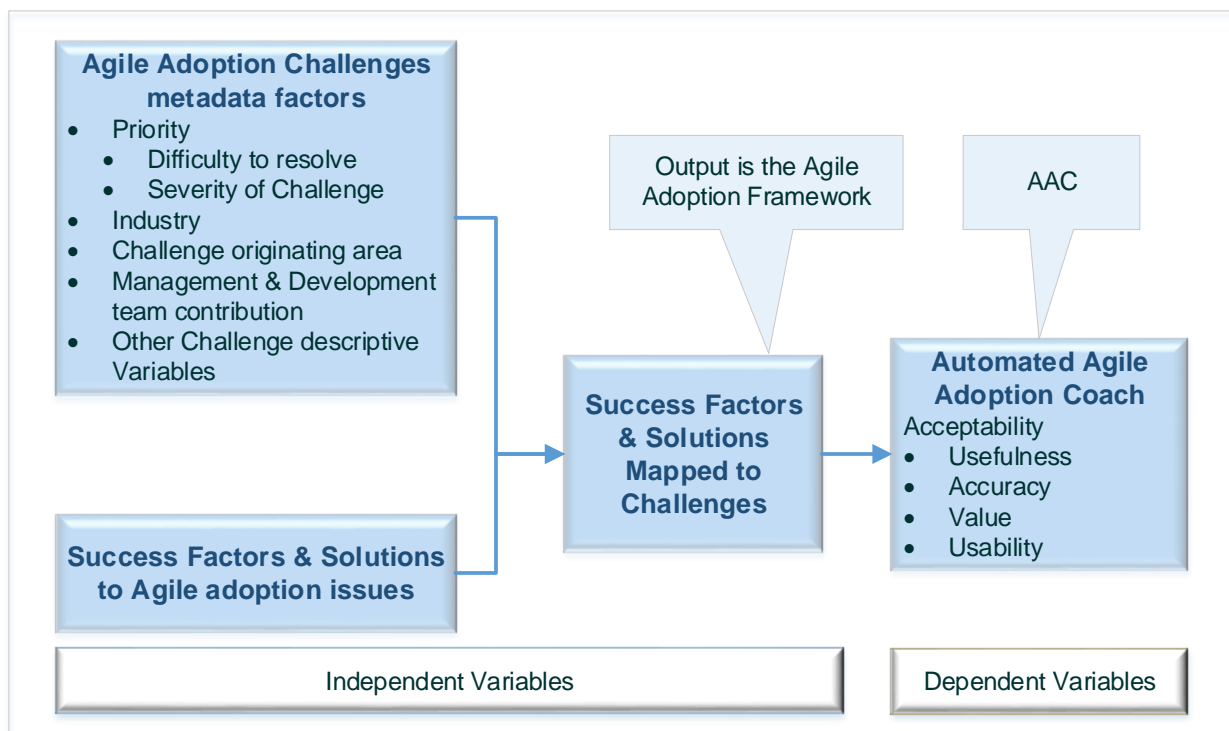 Agile Adoption Challenges
metadata factors
• Priority
• Difficulty to resolve
• Severity of Challenge
• Industry
• Challenge originating area
• Management & Development
team contribution
• Other Challenge descriptive
Variables
Success Factors & Solutions
to Agile adoption issues
Output is the Agile
Adoption Framework
Success Factors
& Solutions
Mapped to
Challenges
AAC
Automated Agile
Adoption Coach
Acceptability
• Usefulness
• Accuracy
• Value
• Usability
Independent Variables
Dependent Variables